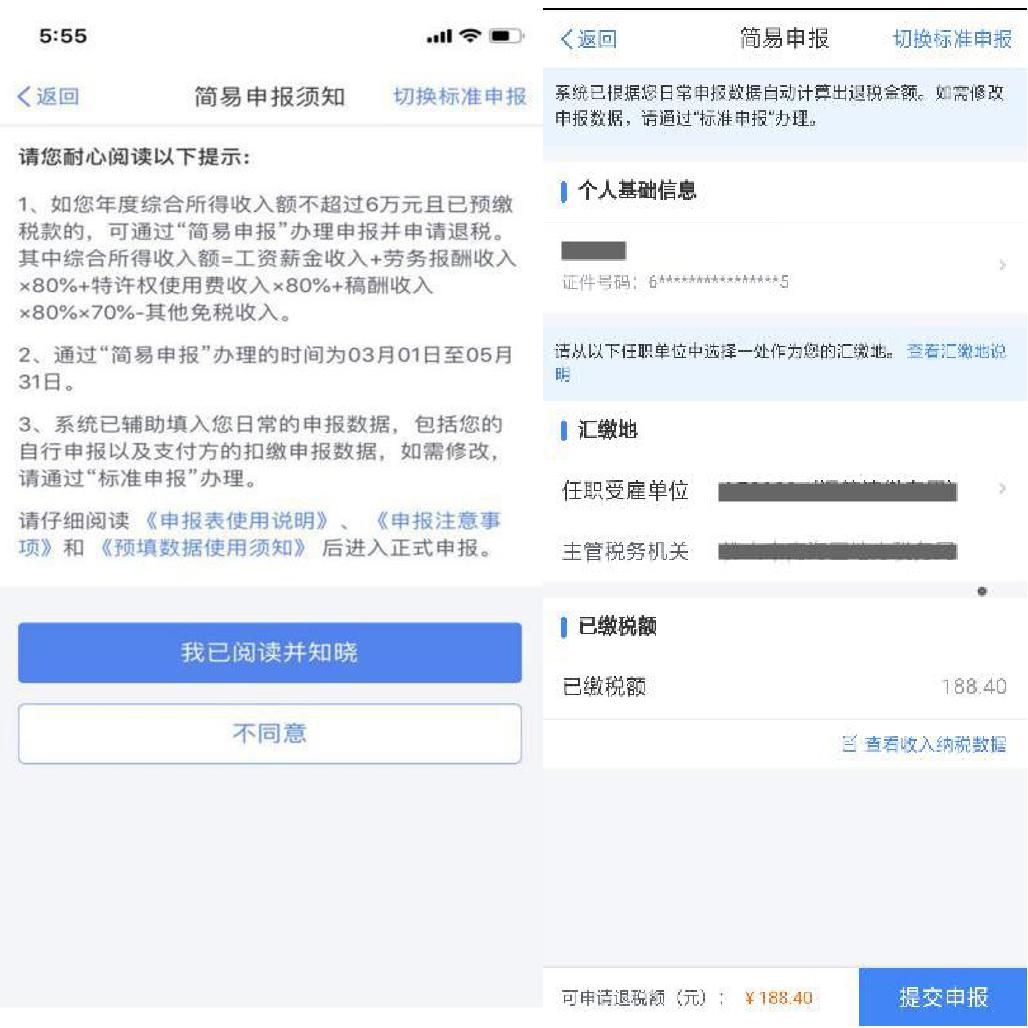 5:55
返回
简易申报须知
切换标准申报
请您耐心阅读以下提示：
1、如您年度综合所得收入额不超过6万元且已预缴
税款的，可通过“简易申报”办理申报并申请退税。
其中综合所得收入额=工资薪金收入+劳务报酬收入
×80%+特许权使用费收入×80%+稿酬收入
×80%×70%-其他免税收入。
2、通过“简易申报”办理的时间为03月01日至05月
31日。
3、系统已辅助填入您日常的申报数据，包括您的
自行申报以及支付方的扣缴申报数据，如需修改，
请通过“标准申报”办理。
请仔细阅读《申报表使用说明》、《申报注意事
项》和《预填数据使用须知》后进入正式申报。
我已阅读并知晓
不同意
返回
简易申报
切换标准申报
系统已根据您日常申报数据自动计算出退税金额。如需修改
申报数据，请通过“标准申报”办理。
个人基础信息
证件号码：6****************5
请从以下任职单位中选择一处作为您的汇缴地。查看汇缴地说
明
汇缴地
任职受雇单位
主管税务机关
已缴税额
已缴税额
188.40
查看收入纳税数据
可申请退税额（元）：
￥188.40
提交申报